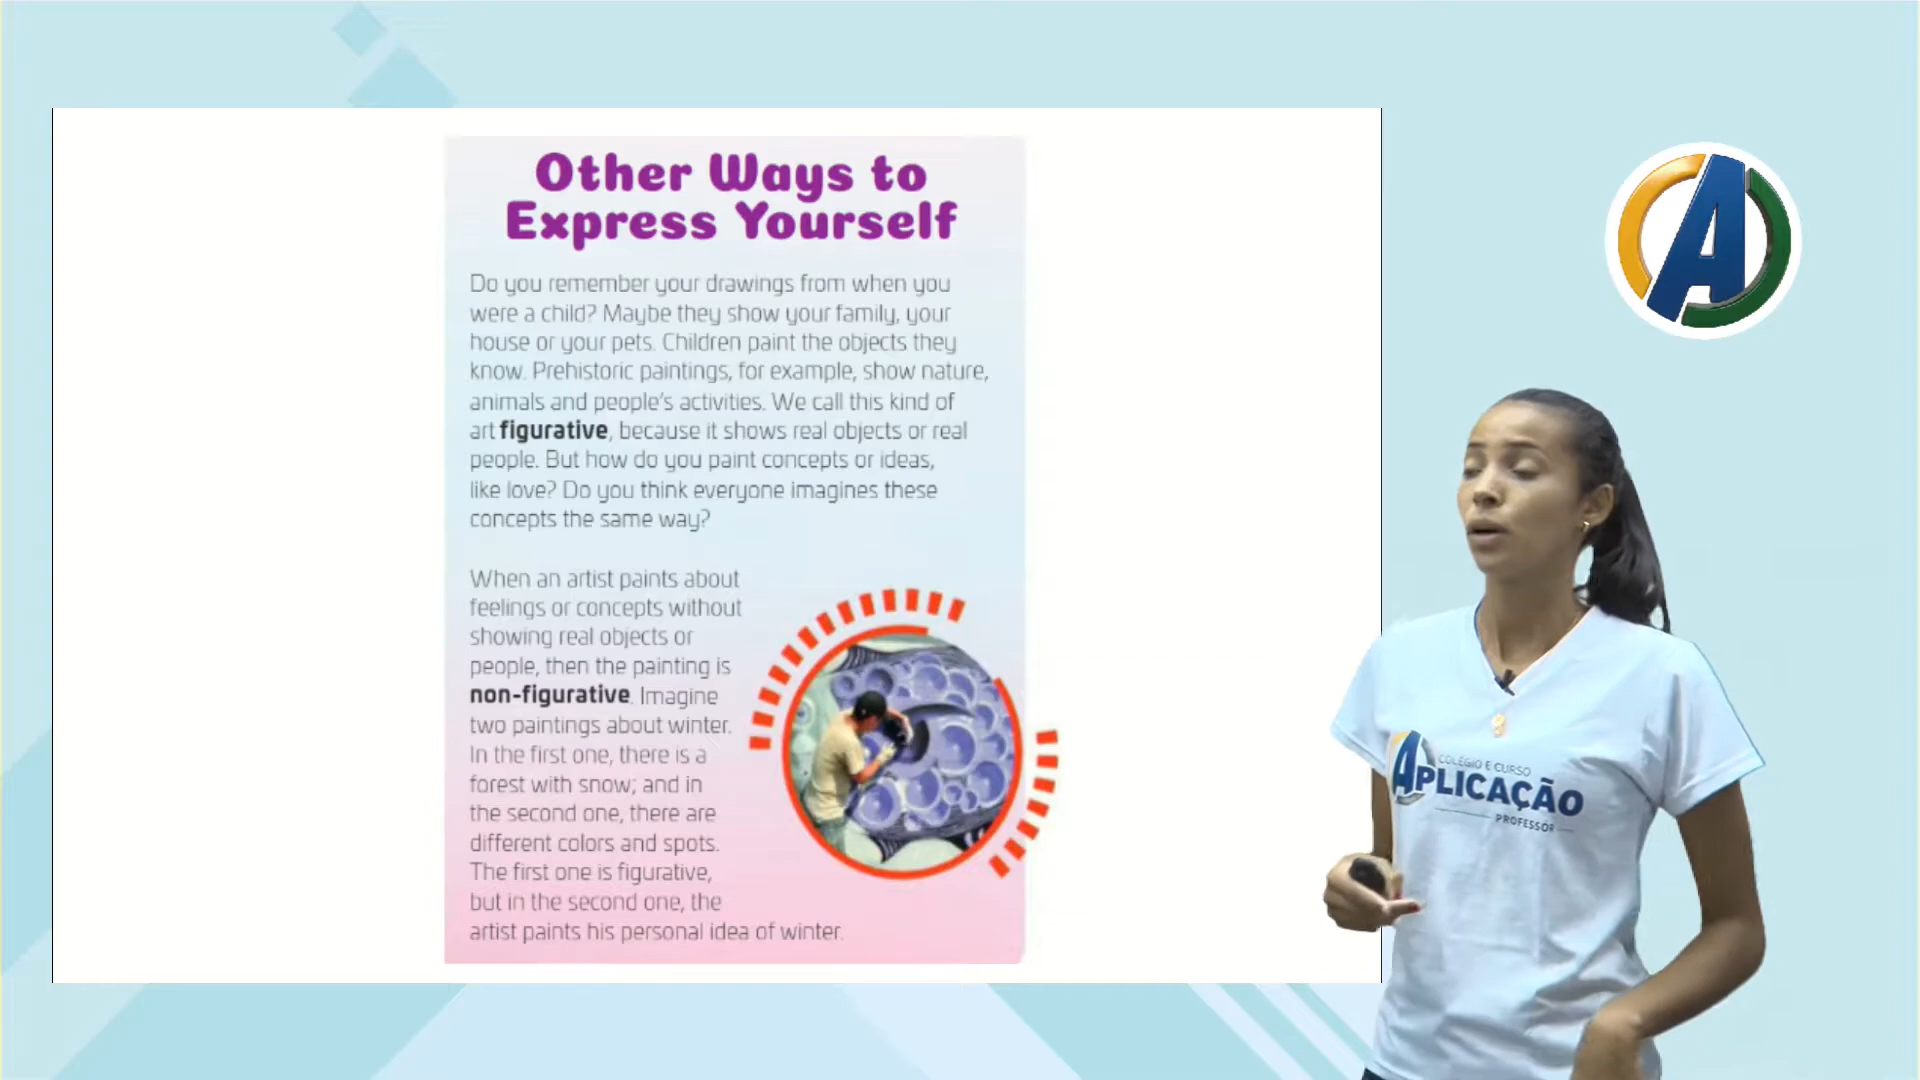 Other Ways to
Express Yourself
Do you remember your drawings from when you
were a child? Maybe they show your family, your
house or your pets. Children paint the objects they
know. Prehistoric paintings, for example, show nature,
animals and people's activities. We call this kind of
art figurative, because it shows real objects or real
people. But how do you paint concepts or ideas,
like love? Do you think everyone imagines these
concepts the same way?
When an artist paints about
feelings or concepts without
showing real objects or
people, then the painting is
non-figurative. Imagine
two paintings about winter.
In the first one, there is a
forest with snow; and in
the second one, there are
different colors and spots.
The first one is figurative,
but in the second one, the
artist paints his personal idea of winter.
A
COLÉGIO E CURSO
APLICAÇÃO
PROFESSOR